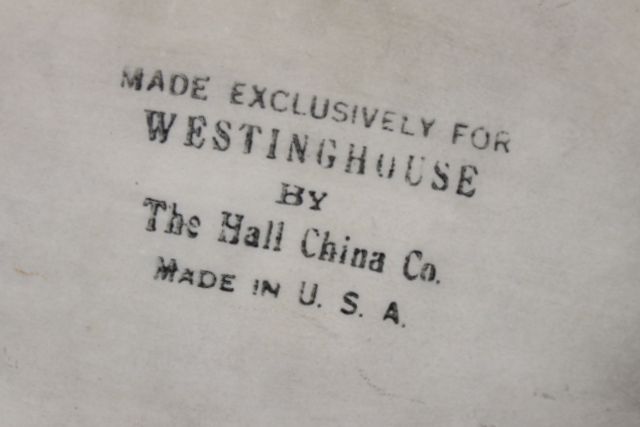 MADE EXCLUSIVELY FOR
WESTINGHOUSE
BY
The Hall China Co.
MADE IN U. S. A.